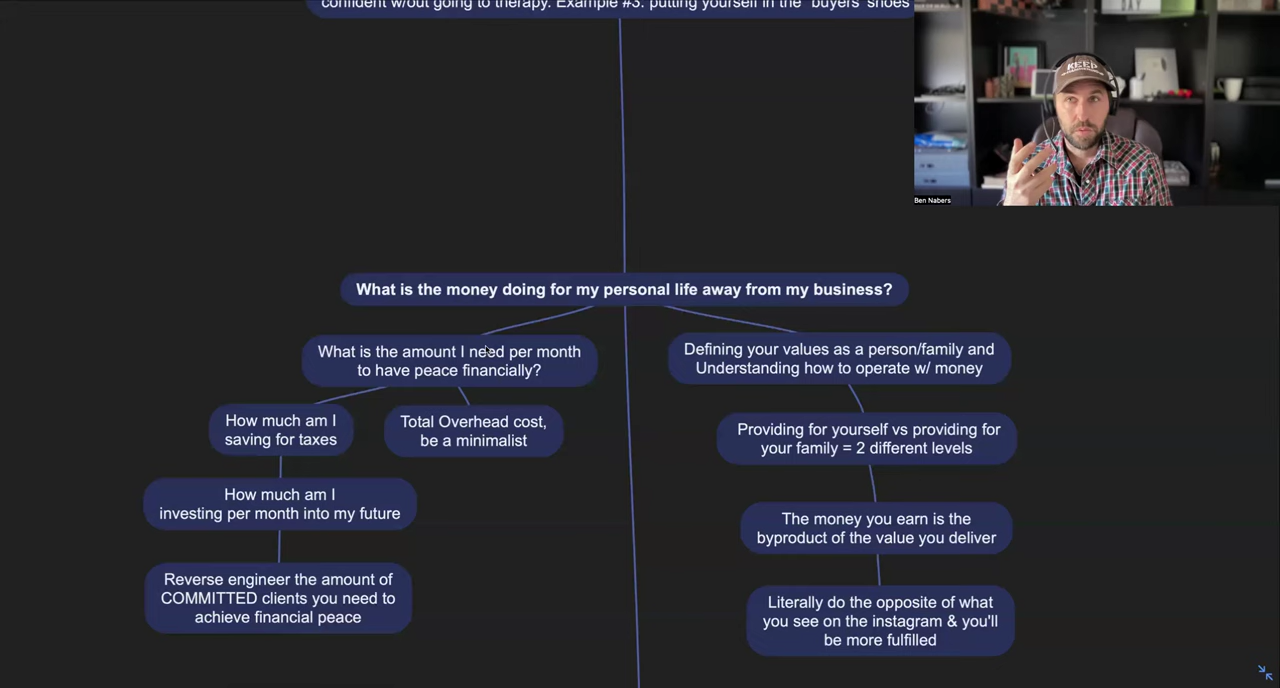 confident w/out going to therapy. Example #3: putting yourself in the "buyers" shoes
KEEP
Ben Nabers
What is the money doing for my personal life away from my business?
What is the amount I need per month
to have peace financially?
How much am I
saving for taxes
Total Overhead cost,
be a minimalist
How much am I
investing per month into my future
Reverse engineer the amount of
COMMITTED clients you need to
achieve financial peace
Defining your values as a person/family and
Understanding how to operate w/ money
Providing for yourself vs providing for
your family = 2 different levels
The money you earn is the
byproduct of the value you deliver
Literally do the opposite of what
you see on the instagram & you'll
be more fulfilled